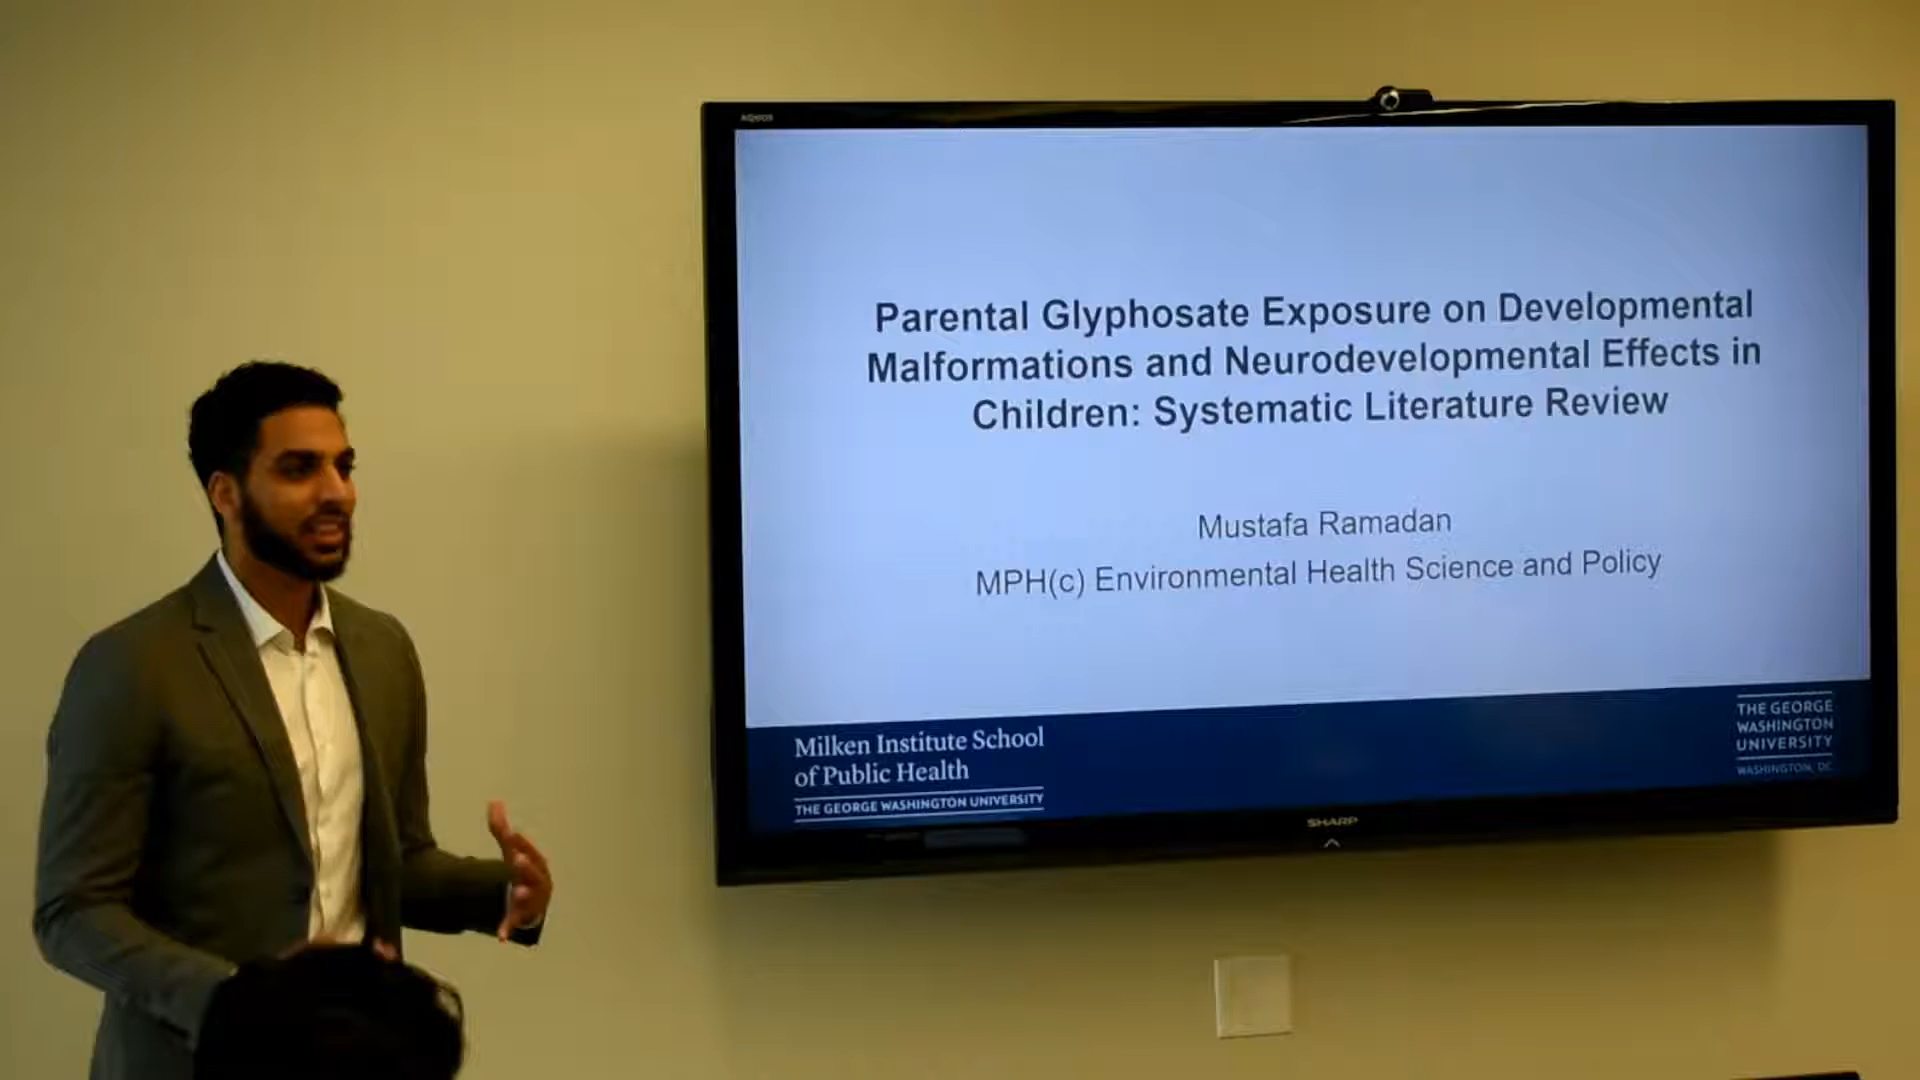 AQUOS
Parental Glyphosate Exposure on Developmental
Malformations and Neurodevelopmental Effects in
Children: Systematic Literature Review
Mustafa Ramadan
MPH(c) Environmental Health Science and Policy
Milken Institute School
of Public Health
THE GEORGE WASHINGTON UNIVERSITY
THE GEORGE
WASHINGTON
UNIVERSITY
WASHINGTON, DC
SHARP